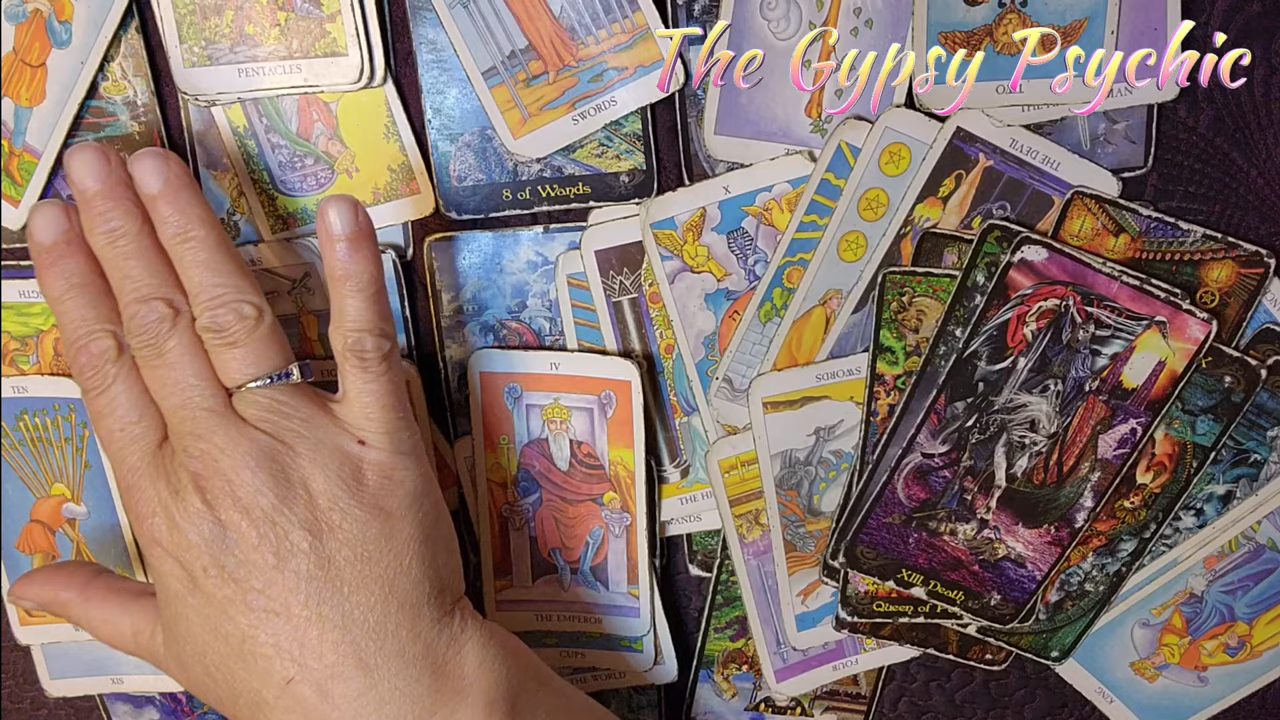 The Gypsy Psychic
PENTACLES
SWORDS
8 of Wands
THE DEVIL
X
SWORDS
IV
TEN
THE EMPEROR
CUPS
THE WORLD
WANDS
XIII Death
Queen of
FOUR
KING
SIX